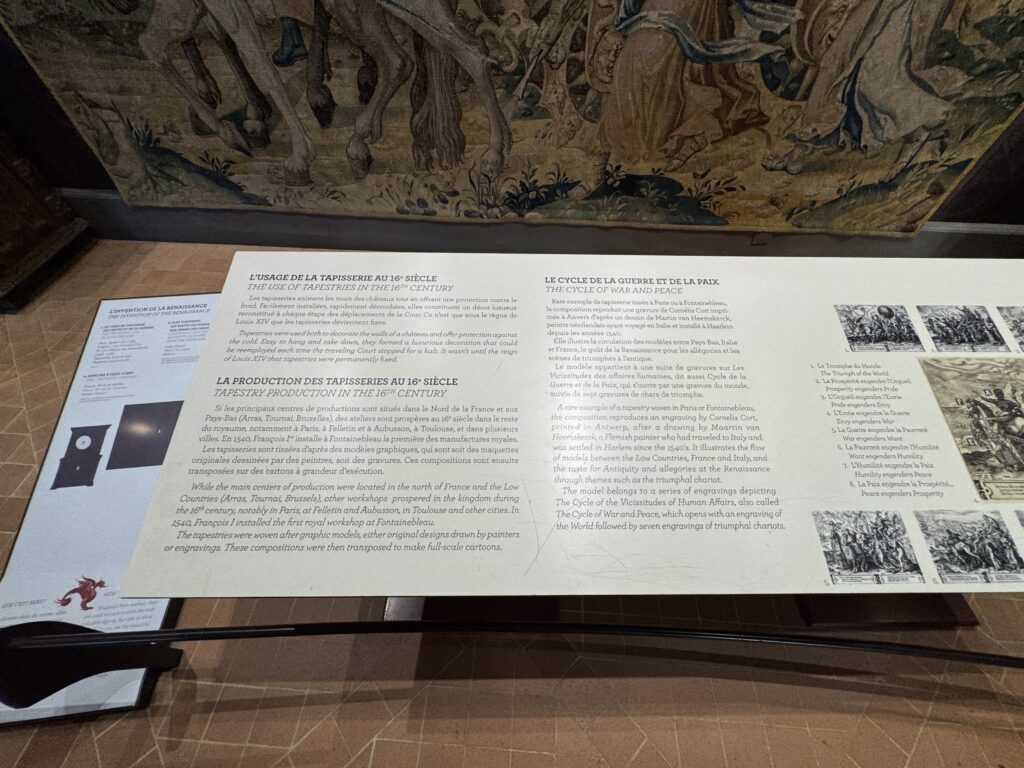 L'USAGE DE LA TAPISSERIE AU 16e SIÈCLE
THE USE OF TAPESTRIES IN THE 16TH CENTURY
Les tapisseries animent les murs des châteaux tout en offrant une protection contre le
froid. Facilement installées, rapidement décrochées, elles constituent un décor luxueux
reconstitué à chaque étape des déplacements de la Cour. Ce n'est que sous le règne de
Louis XIV que les tapisseries deviennent fixes.
Tapestries were used both to decorate the walls of a château and offer protection against
the cold. Easy to hang and take down, they formed a luxurious decoration that could
be reemployed each time the traveling Court stopped for a halt. It wasn't until the reign
of Louis XIV that tapestries were permanently fixed.
LA PRODUCTION DES TAPISSERIES AU 16e SIÈCLE
TAPESTRY PRODUCTION IN THE 16TH CENTURY
Si les principaux centres de productions sont situés dans le Nord de la France et aux
Pays-Bas (Arras, Tournai, Bruxelles), des ateliers sont prospères au 16e siècle dans le reste
du royaume, notamment à Paris, à Felletin et à Aubusson, à Toulouse, et dans plusieurs
villes. En 1540, François Ier installe à Fontainebleau la première des manufactures royales.
Les tapisseries sont tissées d'après des modèles graphiques, qui sont soit des maquettes
originales dessinées par des peintres, soit des gravures. Ces compositions sont ensuite
transposées sur des cartons à grandeur d'exécution.
While the main centers of production were located in the north of France and the Low
Countries (Arras, Tournai, Brussels), other workshops prospered in the kingdom during
the 16th century, notably in Paris, at Felletin and Aubusson, in Toulouse and other cities. In
1540, François I installed the first royal workshop at Fontainebleau.
The tapestries were woven after graphic models, either original designs drawn by painters
or engravings. These compositions were then transposed to make full-scale cartoons.
LE CYCLE DE LA GUERRE ET DE LA PAIX
THE CYCLE OF WAR AND PEACE
Rare exemple de tapisserie tissée à Paris ou à Fontainebleau,
la composition reproduit une gravure de Cornélis Cort impri-
mée à Anvers d'après un dessin de Martin van Heemsderck,
peintre néerlandais ayant voyagé en Italie et installé à Haarlem
depuis les années 1540.
Elle illustre la circulation des modèles entre Pays-Bas, Italie
et France, le goût de la Renaissance pour les allégories et les
scènes de triomphes à l'antique.
Le modèle appartient à une suite de gravures sur Les
Vicissitudes des affaires humaines, dit aussi Cycle de la
Guerre et de la Paix, qui s'ouvre par une gravure du monde,
suivie de sept gravures de chars de triomphe.
A rare example of a tapestry woven in Paris or Fontainebleau,
the composition reproduces an engraving by Cornelis Cort,
printed in Antwerp, after a drawing by Maartin van
Heemskerck, a Flemish painter who had traveled to Italy and
was settled in Harlem since the 1540's. It illustrates the flow
of models between the Low Countries, France and Italy, and
the taste for Antiquity and allegories at the Renaissance
through themes such as the triumphal chariot.
The model belongs to a series of engravings depicting
The Cycle of the Vicissitudes of Human Affairs, also called
The Cycle of War and Peace, which opens with an engraving of
the World followed by seven engravings of triumphal chariots.
1. Le Triomphe du Monde
The Triumph of the World
2. La Prospérité engendre l'Orgueil
Prosperity engenders Pride
3. L'Orgueil engendre l'Envie
Pride engenders Envy
4. L'Envie engendre la Guerre
Envy engenders War
5. La Guerre engendre la Pauvreté
War engenders Want
6. La Pauvreté engendre l'Humilité
Want engenders Humility
7. L'Humilité engendre la Paix
Humility engenders Peace
8. La Paix engendre la Prospérité...
Peace engenders Prosperity
5.
6.
L'INVENTION DE LA RENAISSANCE
THE INVENTION OF THE RENAISSANCE